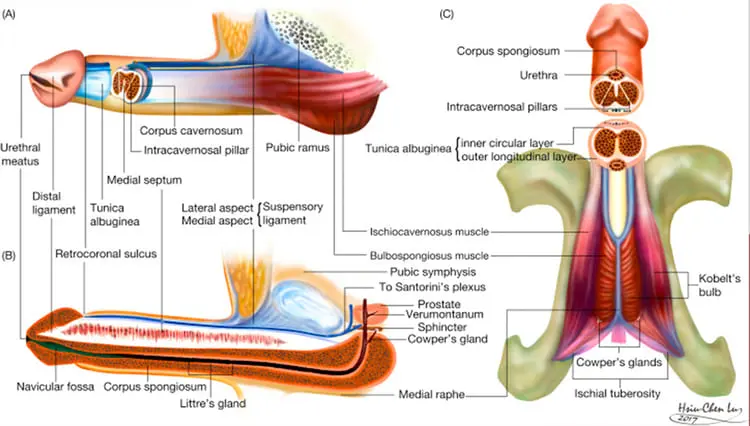 (A)
Urethral
meatus
Distal
ligament
Tunica
albuginea
Retrocoronal sulcus
Corpus cavernosum
Intracavernosal pillar
Medial septum
Pubic ramus
Lateral aspect
Medial aspect
Suspensory
ligament
Ischiocavernosus muscle
Bulbospongiosus muscle
(B)
Pubic symphysis
To Santorini's plexus
Prostate
Verumontanum
Sphincter
Cowper's gland
Navicular fossa
Corpus spongiosum
Littre's gland
Medial raphe
(C)
Corpus spongiosum
Urethra
Intracavernosal pillars
Tunica albuginea
inner circular layer
outer longitudinal layer
Kobelt's
bulb
Cowper's glands
Ischial tuberosity
Hsiu-Chen Lu
2017